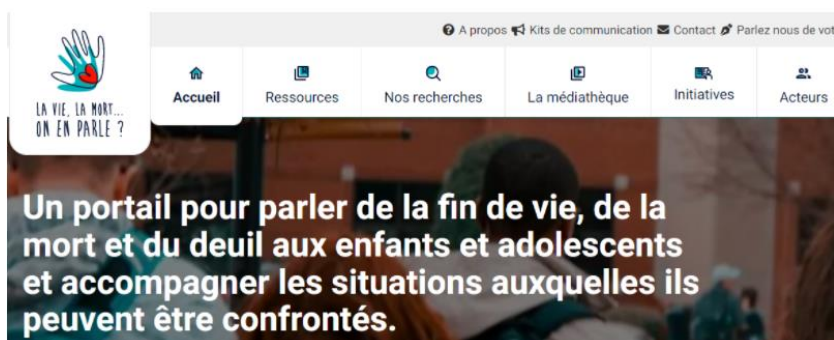 A propos Kits de communication Contact Parlez nous de vot
Accueil Ressources Nos recherches La médiathèque Initiatives Acteurs
LA VIE, LA MORT...
ON EN PARLE ?
Un portail pour parler de la fin de vie, de la
mort et du deuil aux enfants et adolescents
et accompagner les situations auxquelles ils
peuvent être confrontés.